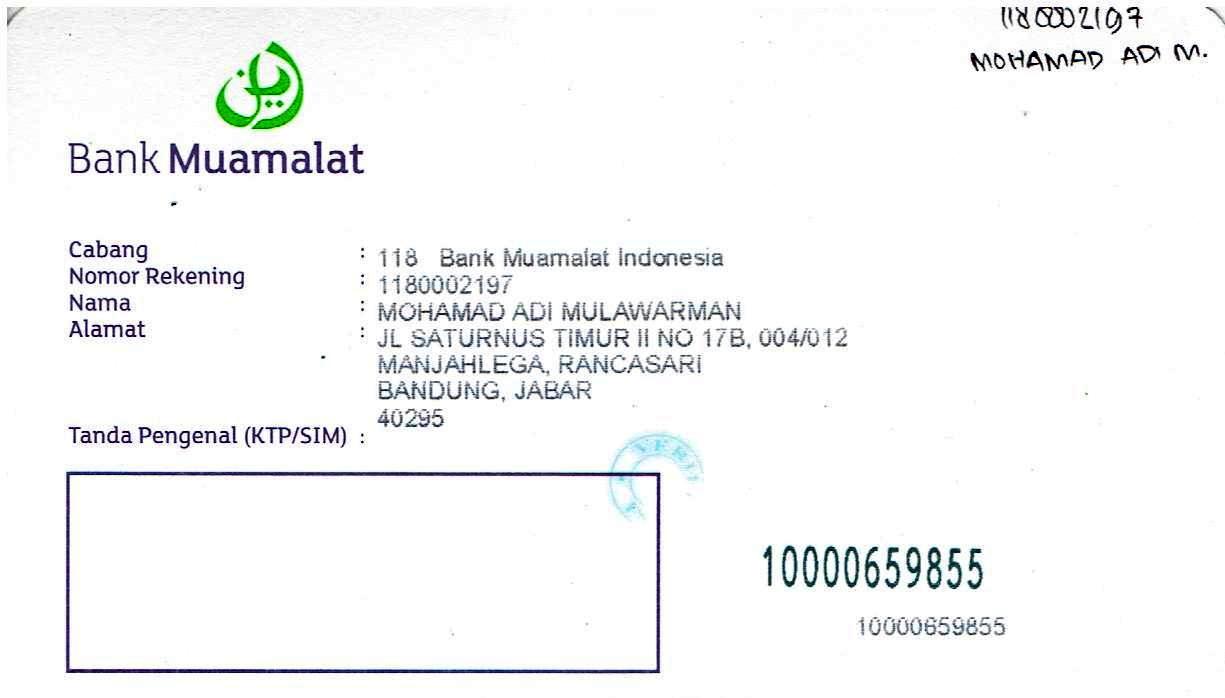 1180002197
MOHAMAD ADI M.
Bank Muamalat
Cabang : 118 Bank Muamalat Indonesia
Nomor Rekening : 1180002197
Nama : MOHAMAD ADI MULAWARMAN
Alamat : JL SATURNUS TIMUR II NO 17B, 004/012
MANJAHLEGA, RANCASARI
BANDUNG, JABAR
40295
Tanda Pengenal (KTP/SIM) :
10000659855
10000659855